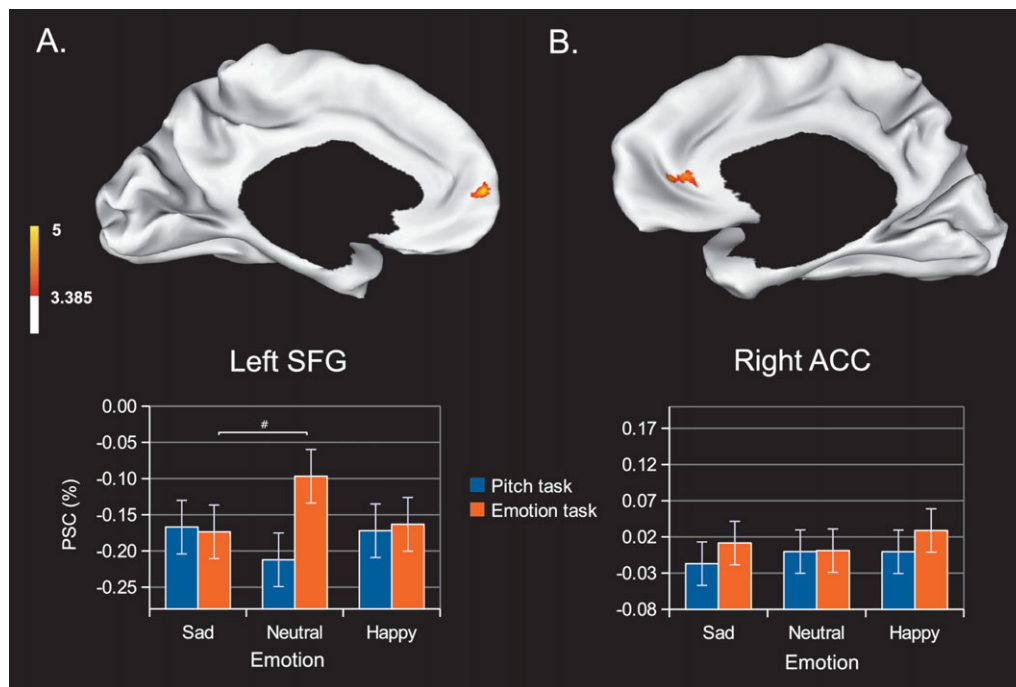 A.
B.
5
3.385
Left SFG
Right ACC
0.00
-0.05
-0.10
-0.15
-0.20
-0.25
PSC (%)
#
Sad
Neutral
Happy
Emotion
Pitch task
Emotion task
0.17
0.12
0.07
0.02
-0.03
-0.08
Sad
Neutral
Happy
Emotion